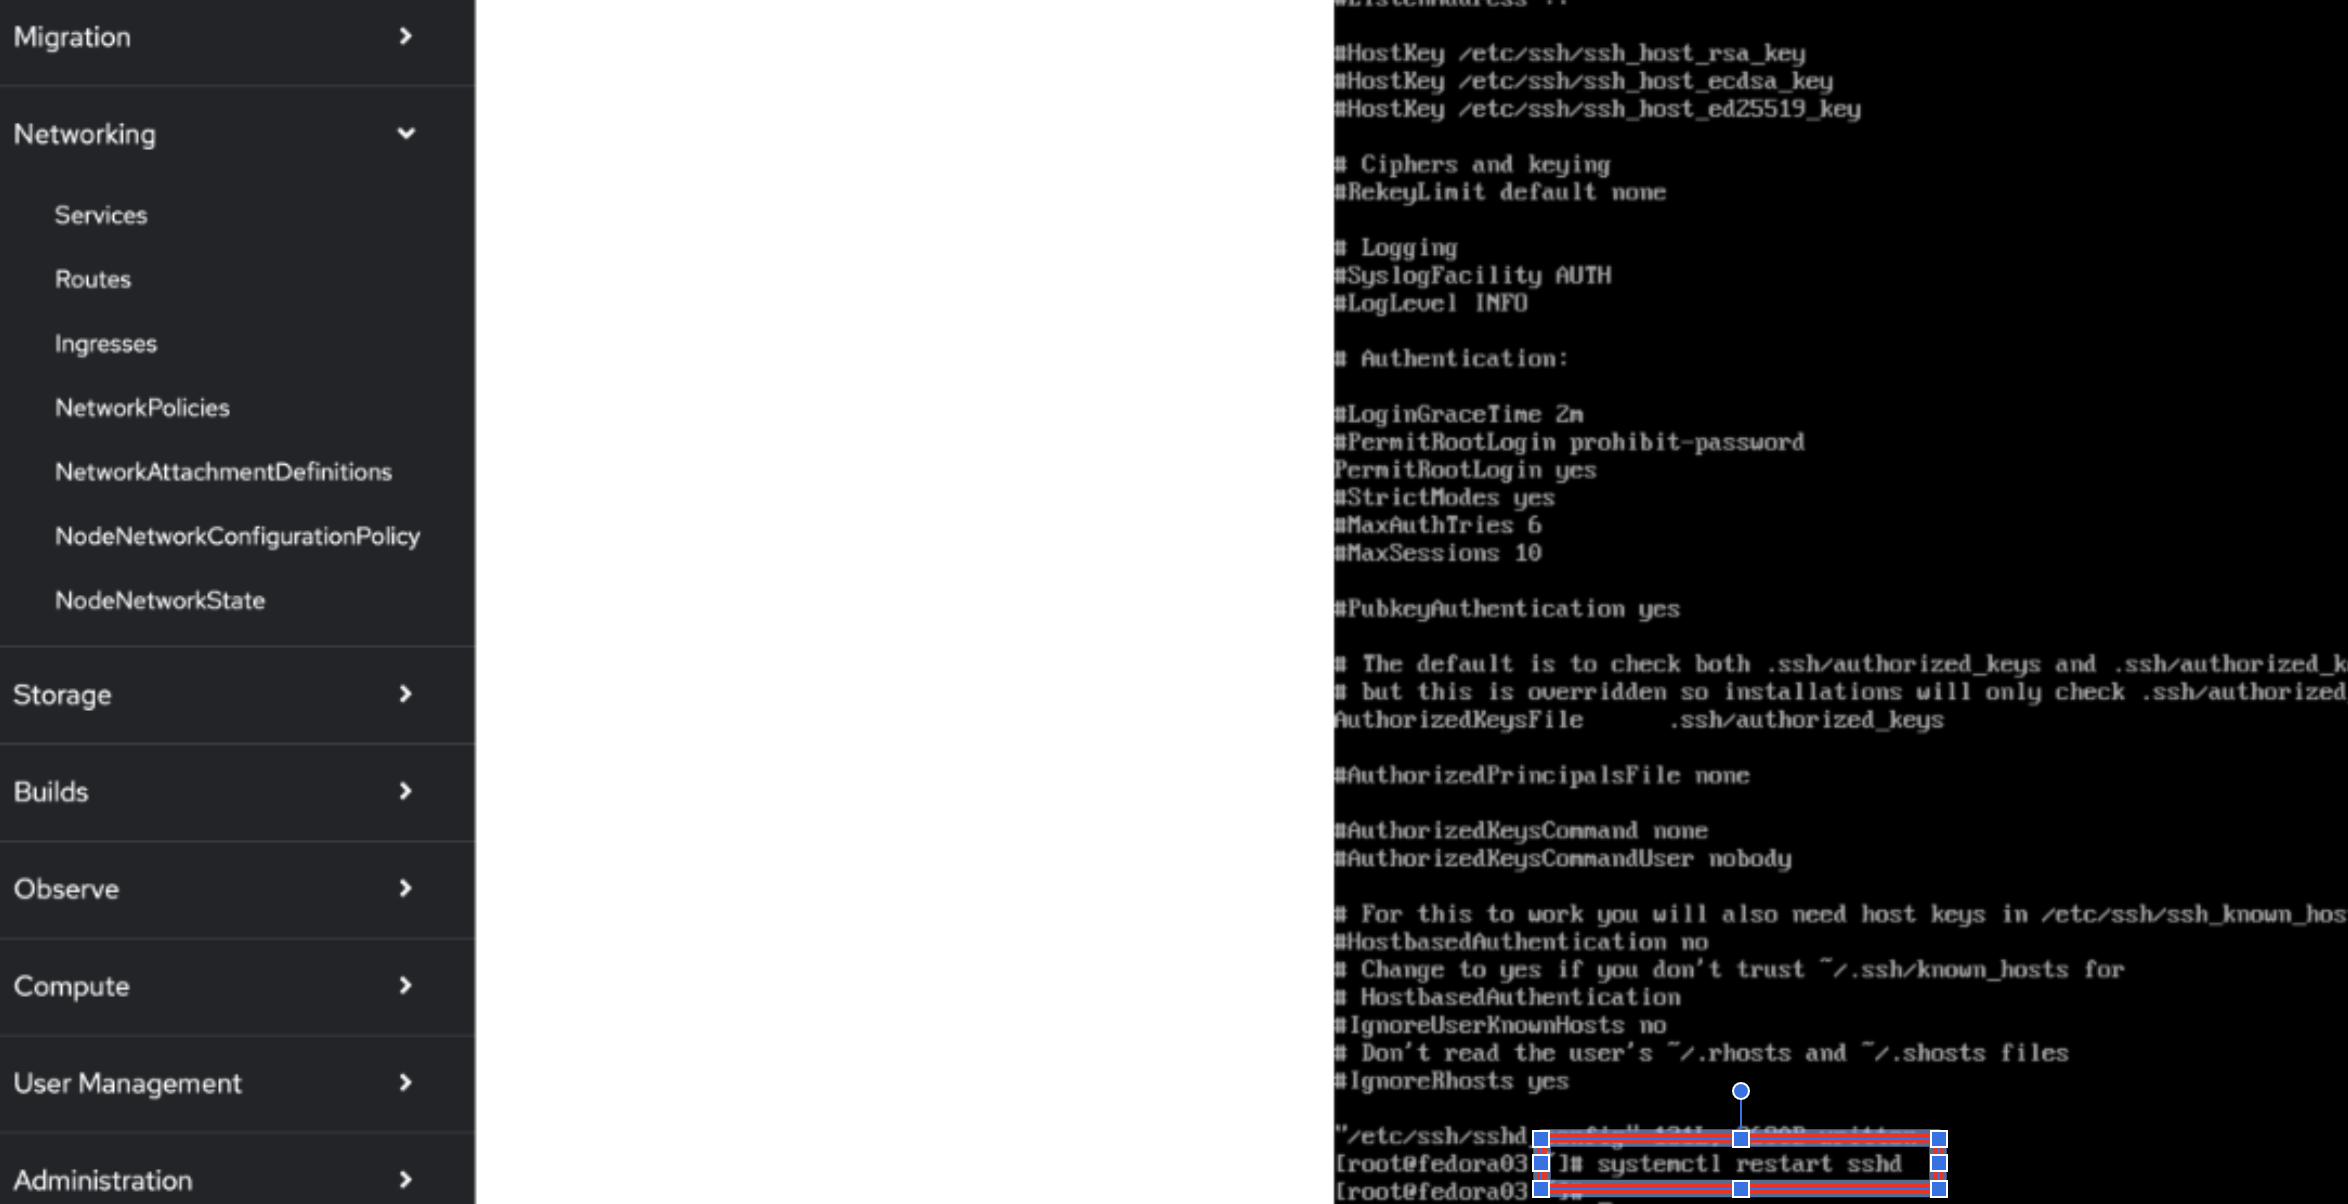 Migration
Networking
Services
Routes
Ingresses
NetworkPolicies
NetworkAttachmentDefinitions
NodeNetworkConfigurationPolicy
NodeNetworkState
Storage
Builds
Observe
Compute
User Management
Administration
#HostKey /etc/ssh/ssh_host_rsa_key
#HostKey /etc/ssh/ssh_host_ecdsa_key
#HostKey /etc/ssh/ssh_host_ed25519_key
# Ciphers and keying
#RekeyLimit default none
# Logging
#SyslogFacility AUTH
#LogLevel INFO
# Authentication:
#LoginGraceTime 2m
#PermitRootLogin prohibit-password
PermitRootLogin yes
#StrictModes yes
#MaxAuthTries 6
#MaxSessions 10
#PubkeyAuthentication yes
# The default is to check both .ssh/authorized_keys and .ssh/authorized_k
# but this is overridden so installations will only check .ssh/authorized
AuthorizedKeysFile .ssh/authorized_keys
#AuthorizedPrincipalsFile none
#AuthorizedKeysCommand none
#AuthorizedKeysCommandUser nobody
# For this to work you will also need host keys in /etc/ssh/ssh_known_hos
#HostbasedAuthentication no
# Change to yes if you don't trust ~/.ssh/known_hosts for
# HostbasedAuthentication
#IgnoreUserKnownHosts no
# Don't read the user's ~/.rhosts and ~/.shosts files
#IgnoreRhosts yes
"/etc/ssh/sshd_config"
[root@fedora03 ~]# systemctl restart sshd
[root@fedora03